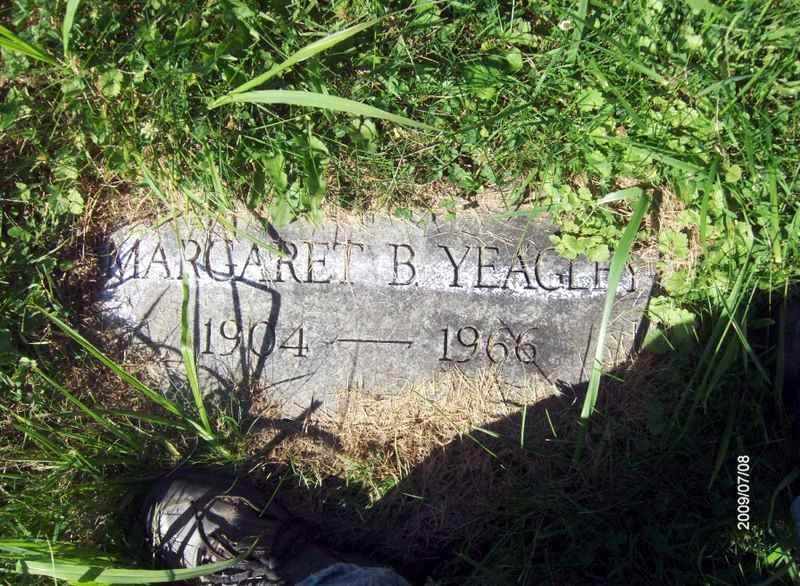 MARGARET B. YEAGLEY
1904 — 1966
2009/07/08